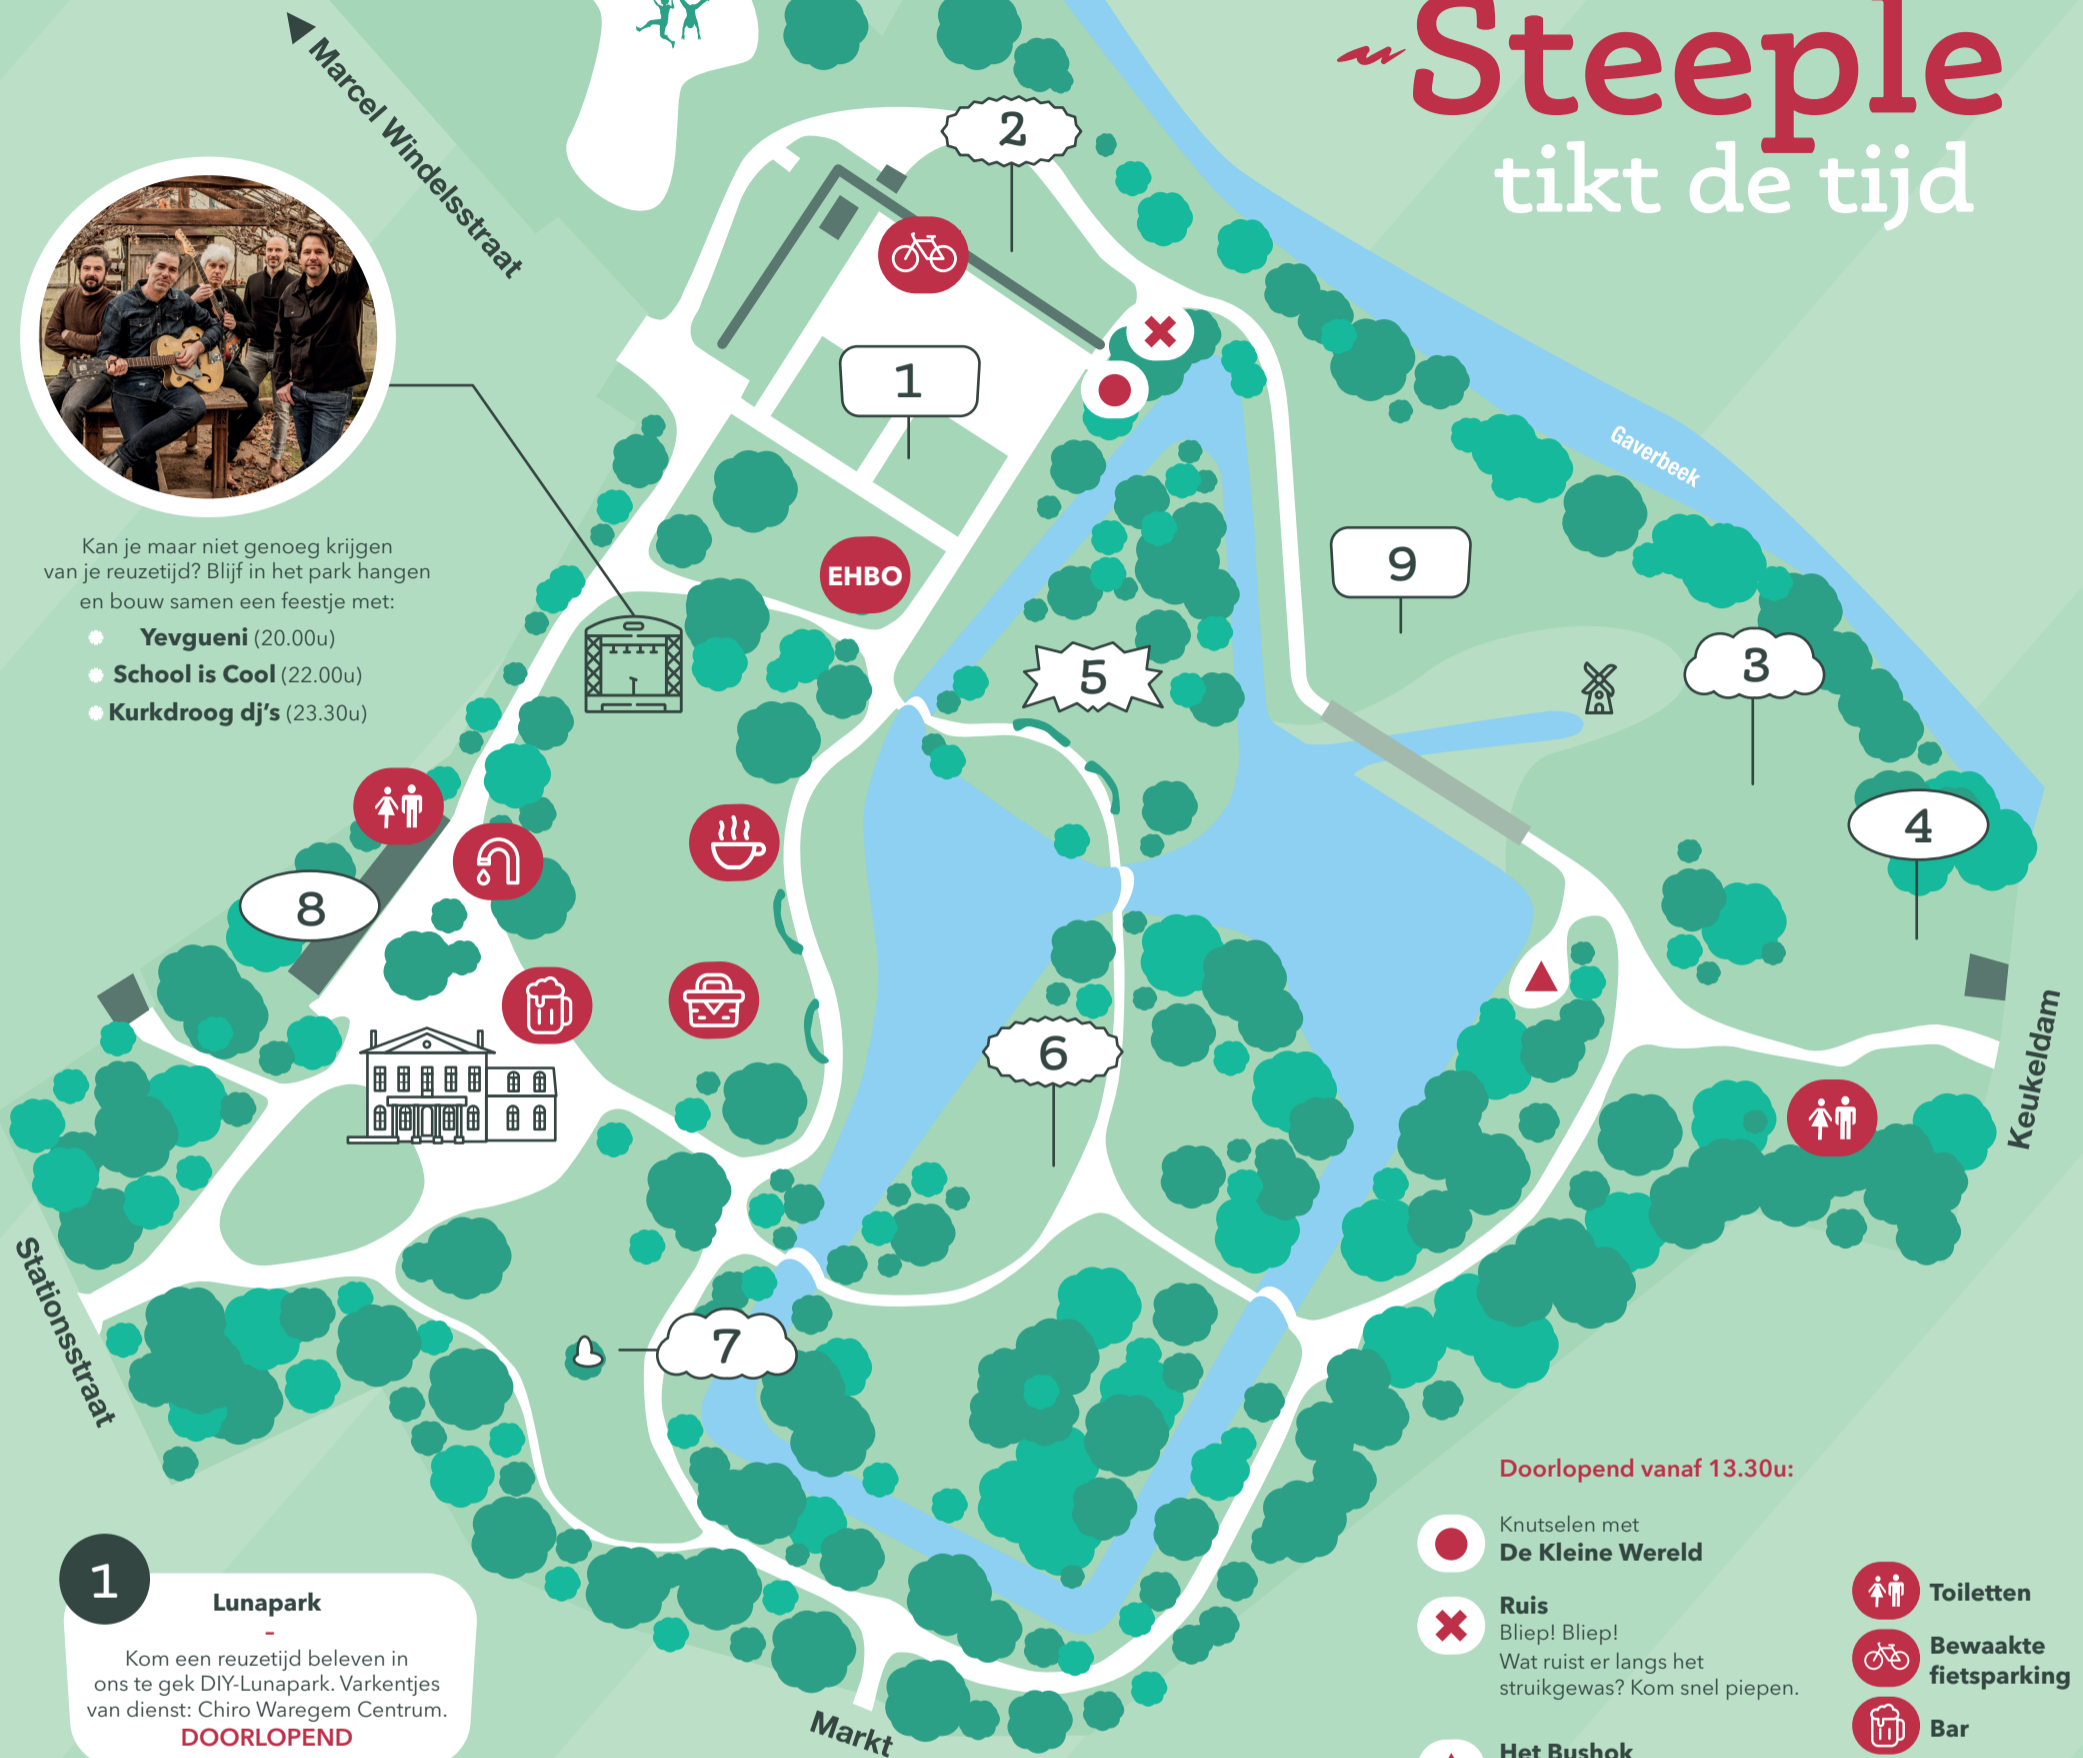 Steeple
tikt de tijd
Marcel Windelsstraat
2
1
Gaverbeek
9
EHBO
3
5
4
Kan je maar niet genoeg krijgen
van je reuzetijd? Blijf in het park hangen
en bouw samen een feestje met:
Yevgueni (20.00u)
School is Cool (22.00u)
Kurkdroog dj's (23.30u)
8
6
Keukeldam
7
Stationsstraat
Markt
1
Lunapark
-
Kom een reuzetijd beleven in
ons te gek DIY-Lunapark. Varkentjes
van dienst: Chiro Waregem Centrum.
DOORLOPEND
Doorlopend vanaf 13.30u:
Knutselen met
De Kleine Wereld
Ruis
Bliep! Bliep!
Wat ruist er langs het
struikgewas? Kom snel piepen.
Het Bushok
Toiletten
Bewaakte
fietsparking
Bar